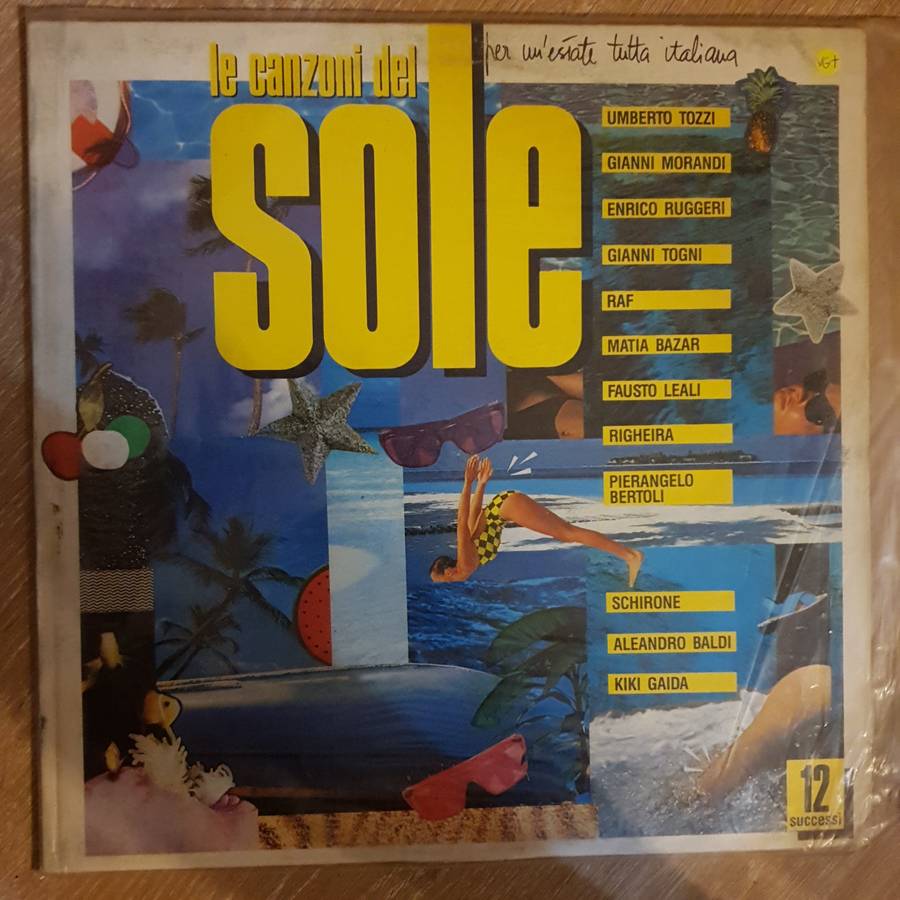 le canzoni del
sole
per un'estate tutta italiana
VG+
UMBERTO TOZZI
GIANNI MORANDI
ENRICO RUGGERI
GIANNI TOGNI
RAF
MATIA BAZAR
FAUSTO LEALI
RIGHEIRA
PIERANGELO
BERTOLI
SCHIRONE
ALEANDRO BALDI
KIKI GAIDA
12
successi